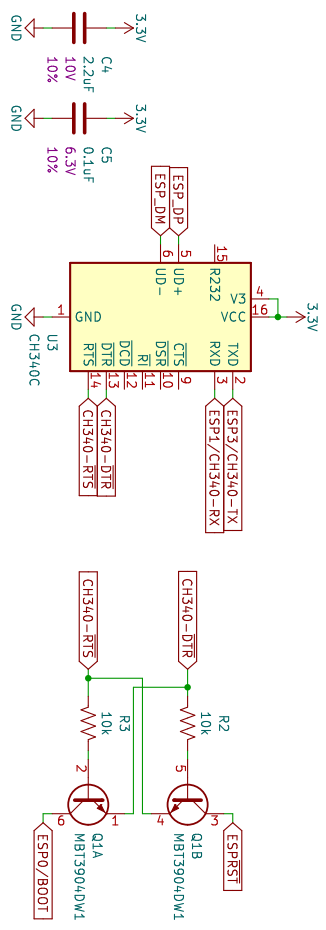 3.3V
C4
2.2uF
10V
10%
GND
3.3V
C5
0.1uF
6.3V
10%
GND
ESP_DP
ESP_DM
5
6
UD+
UD-
15
R232
4
V3
16
VCC
3.3V
1
GND
GND
U3
CH340C
TXD
2
ESP3/CH340-TX
RXD
3
ESP1/CH340-RX
CTS
9
DSR
10
RI
11
DCD
12
DTR
13
CH340-DTR
RTS
14
CH340-RTS
CH340-DTR
R2
10k
5
3
4
ESPRST
Q1B
MBT3904DW1
CH340-RTS
R3
10k
2
1
6
ESP0/BOOT
Q1A
MBT3904DW1